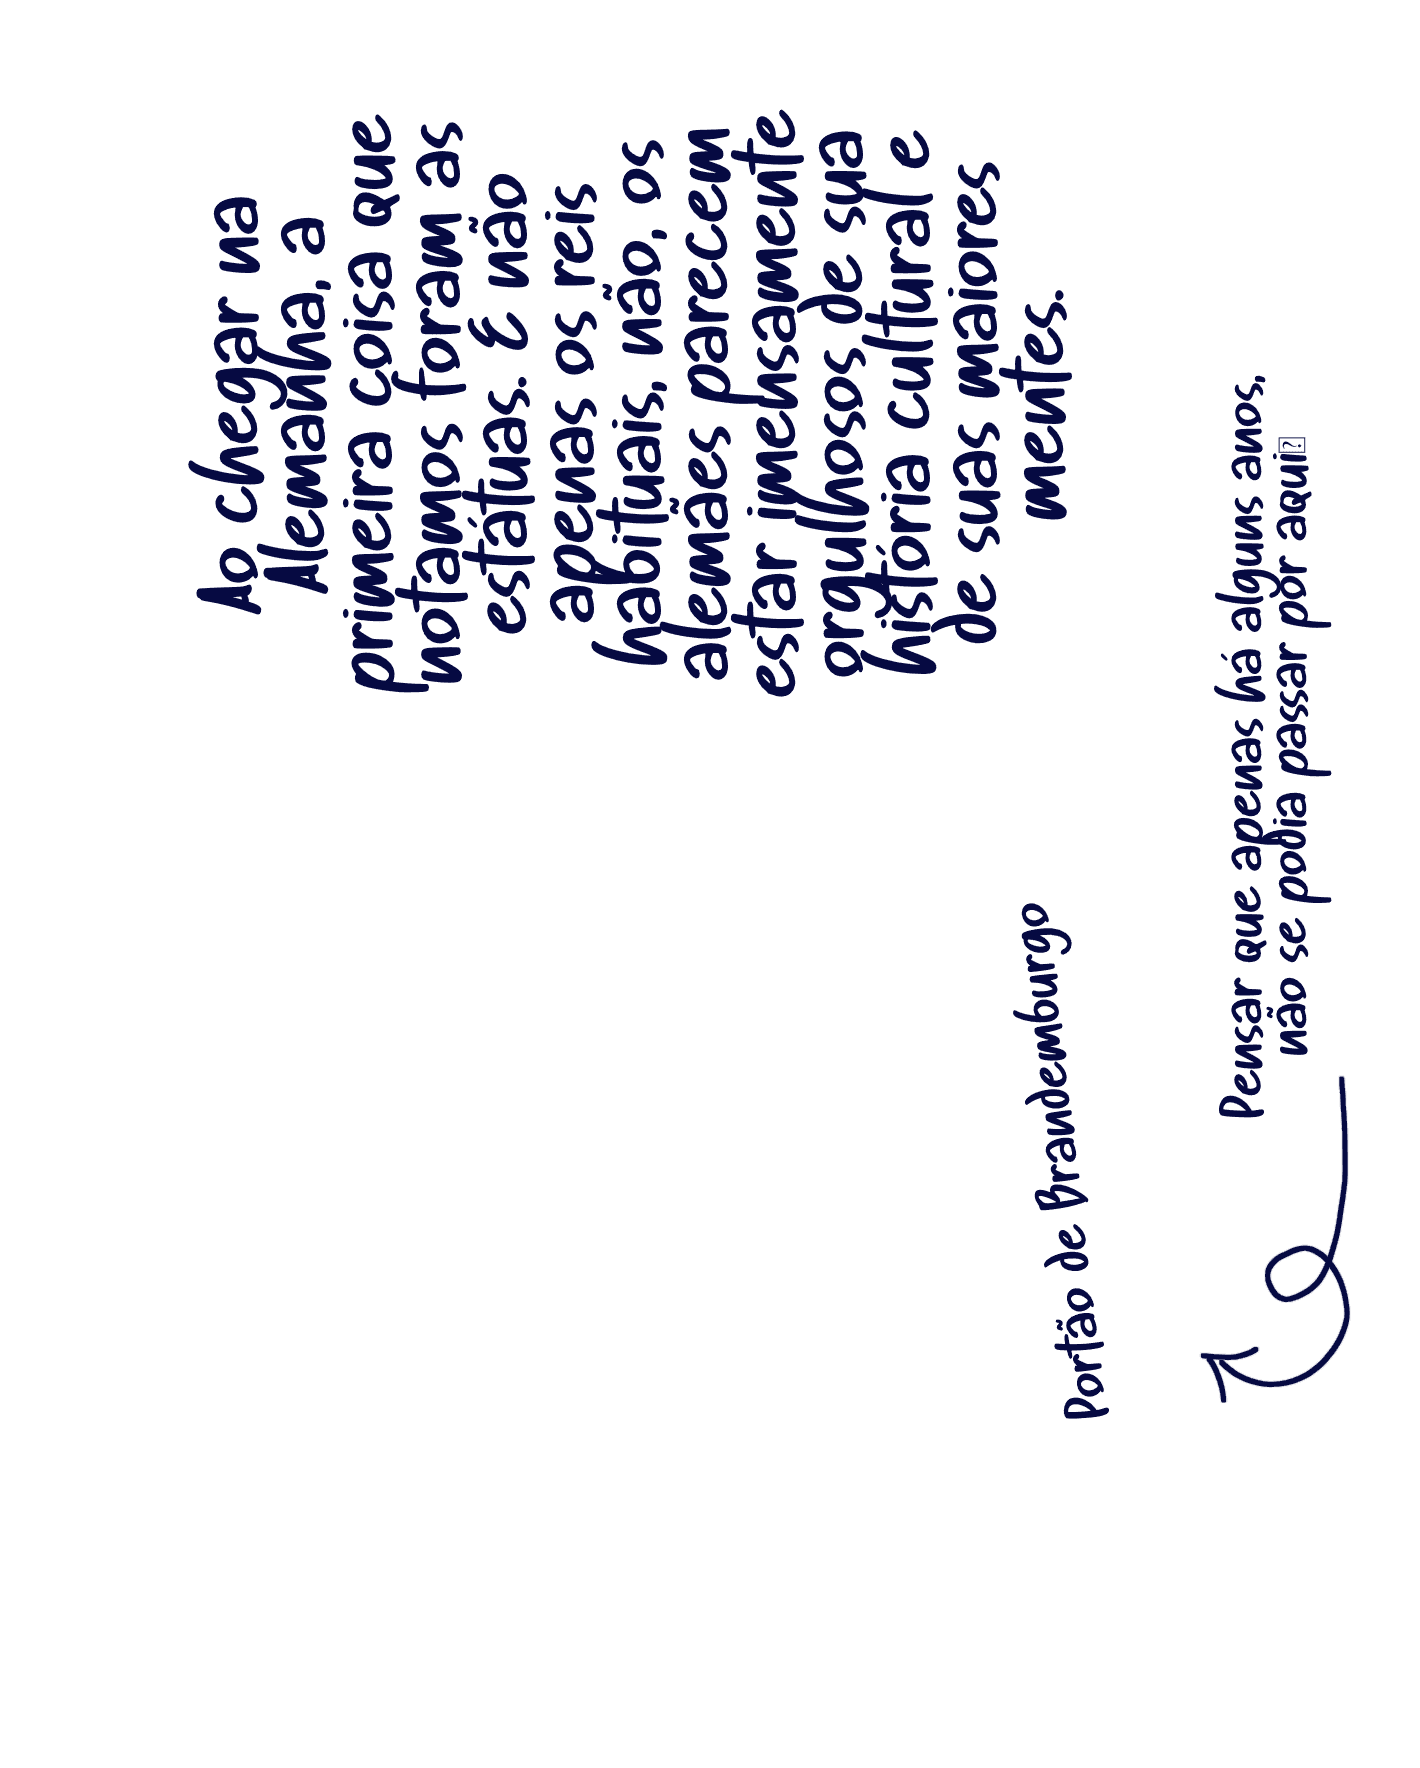 Ao chegar na
Alemanha, a
primeira coisa que
notamos foram as
estátuas. E não
apenas os reis
habituais, não, os
alemães parecem
estar imensamente
orgulhosos de sua
história cultural e
de suas maiores
mentes.
Portão de Brandemburgo
Pensar que apenas há alguns anos,
não se podia passar por aqui